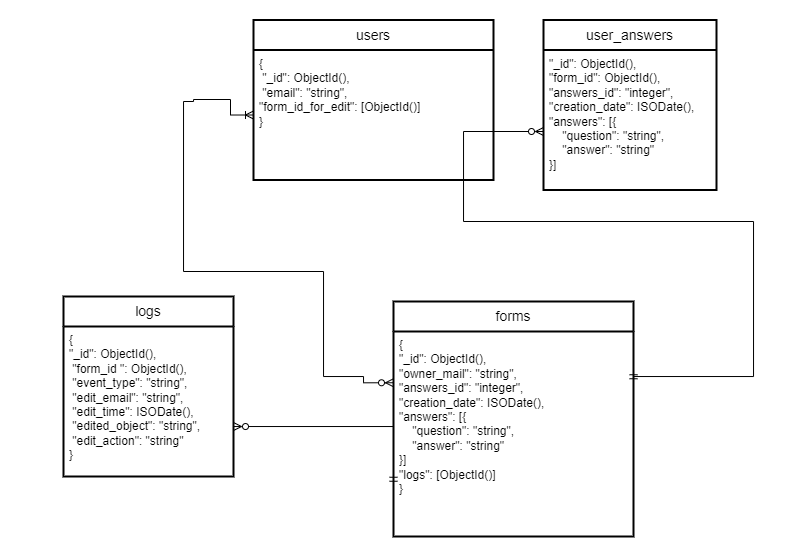 users
{
"_id": ObjectId(),
"email": "string",
"form_id_for_edit": [ObjectId()]
}
user_answers
"_id": ObjectId(),
"form_id": ObjectId(),
"answers_id": "integer",
"creation_date": ISODate(),
"answers": [{
"question": "string",
"answer": "string"
}]
logs
{
"_id": ObjectId(),
"form_id ": ObjectId(),
"event_type": "string",
"edit_email": "string",
"edit_time": ISODate(),
"edited_object": "string",
"edit_action": "string"
}
forms
{
"_id": ObjectId(),
"owner_mail": "string",
"answers_id": "integer",
"creation_date": ISODate(),
"answers": [{
"question": "string",
"answer": "string"
}]
"logs": [ObjectId()]
}